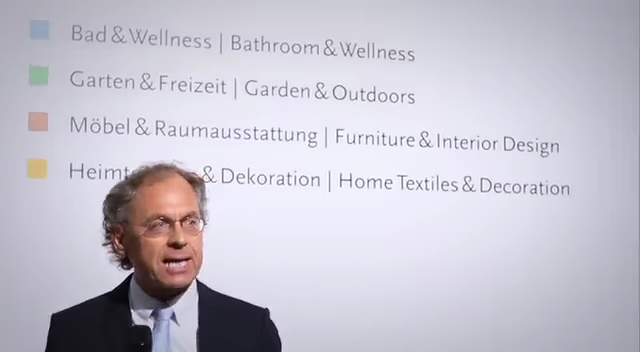 Bad & Wellness | Bathroom & Wellness
Garten & Freizeit | Garden & Outdoors
Möbel & Raumausstattung | Furniture & Interior Design
& Dekoration | Home Textiles & Decoration